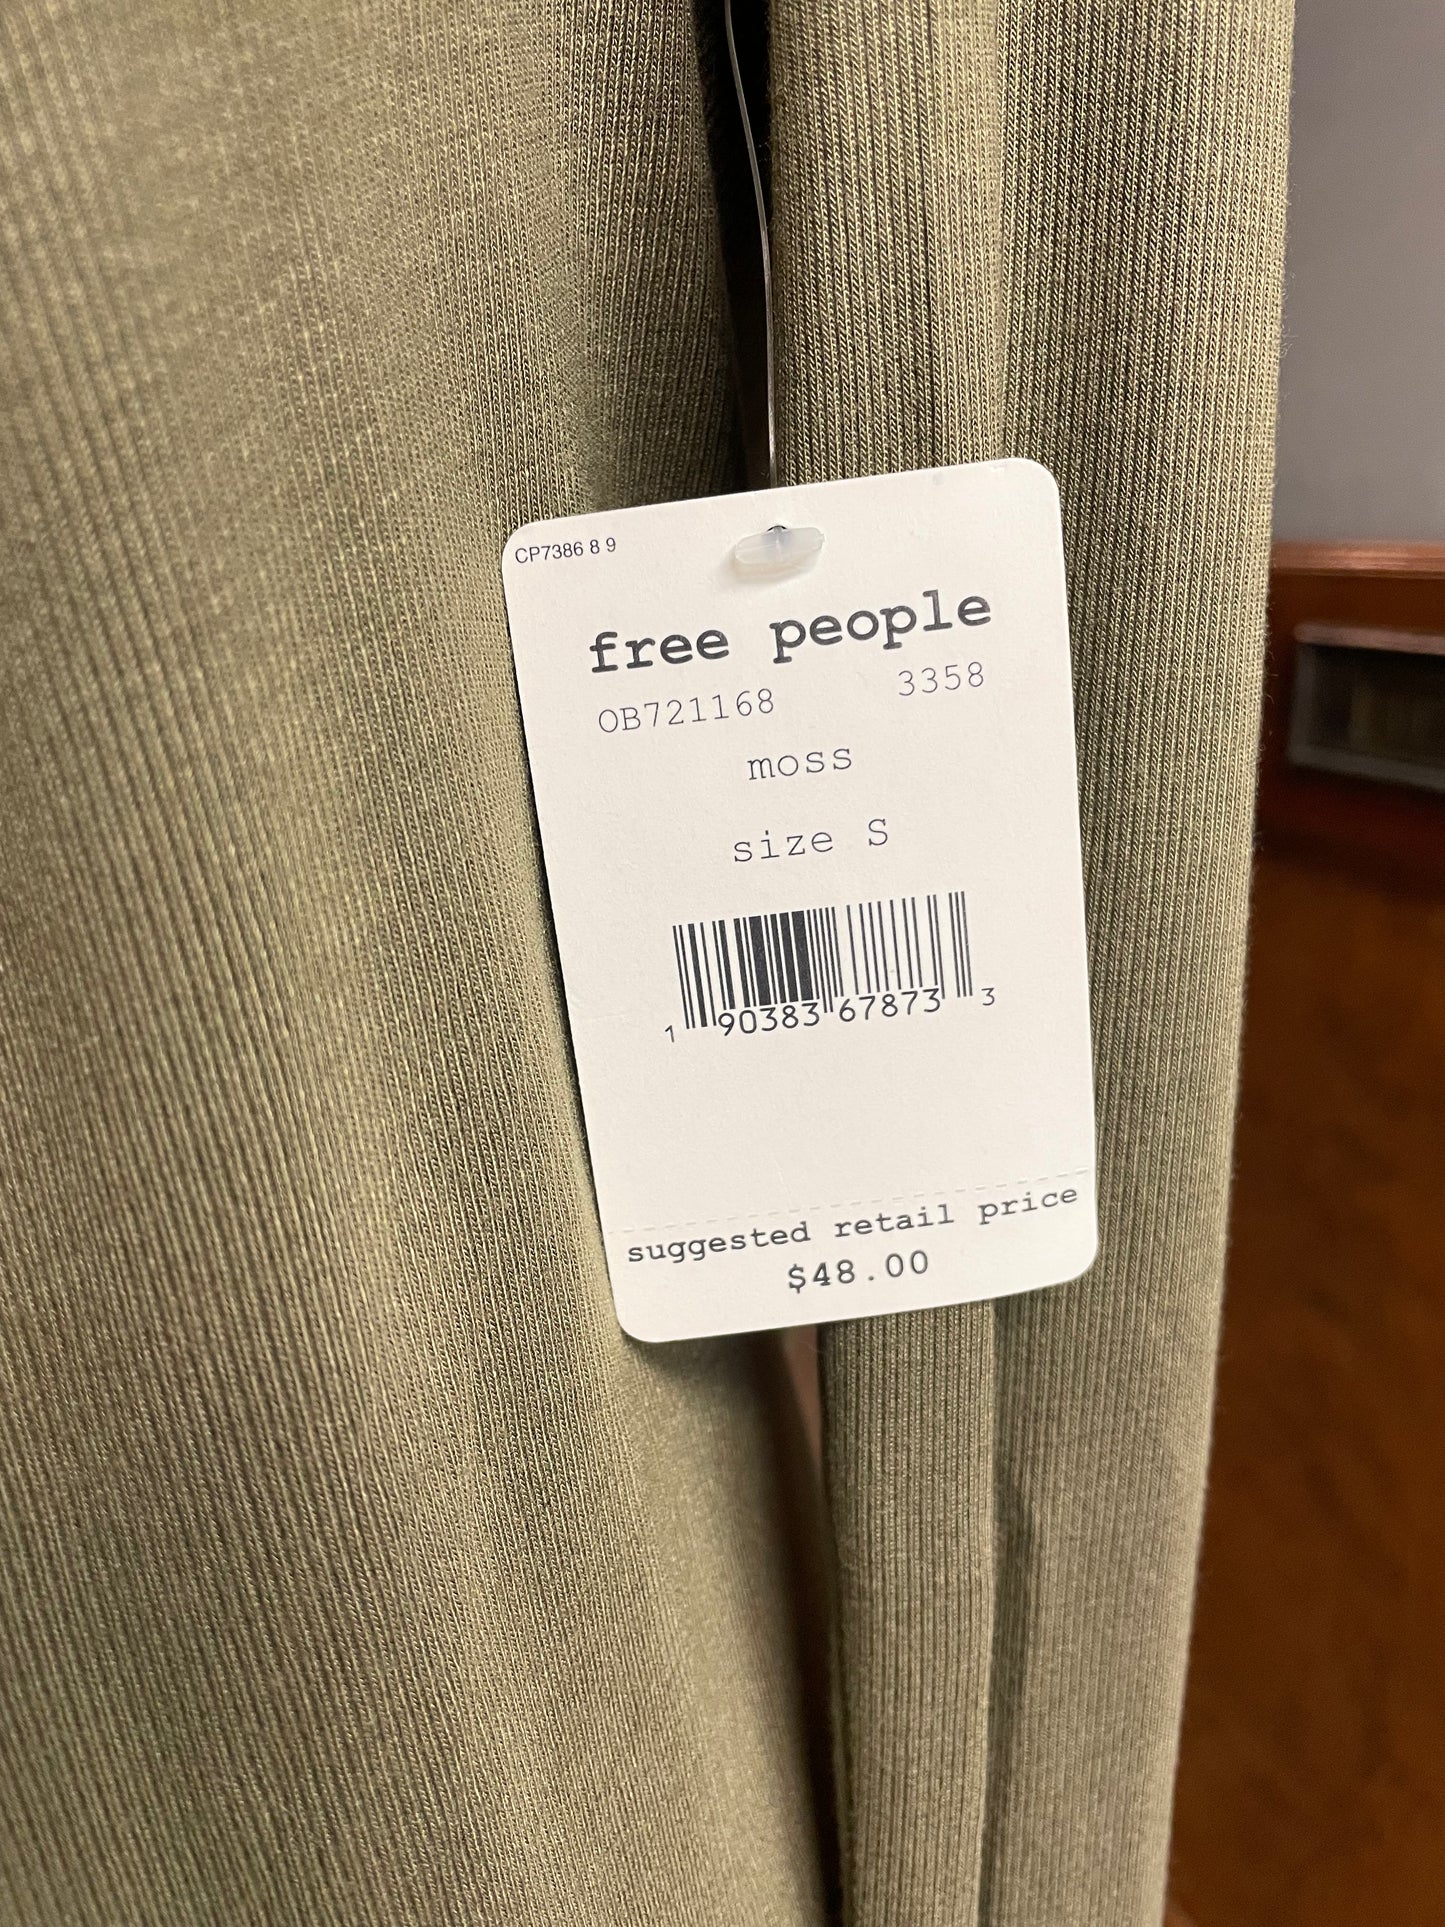 CP7386 8 9
free people
OB721168 3358
moss
size S
1 90383 67873 3
suggested retail price
$48.00